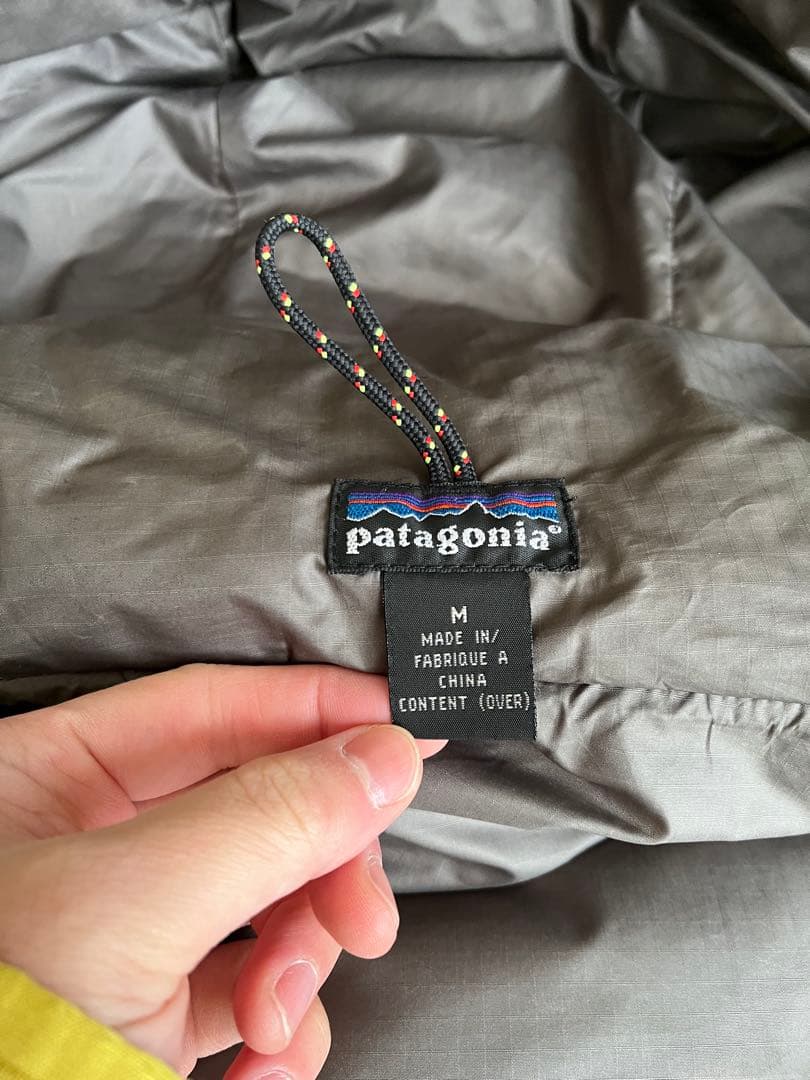 patagonia®
M
MADE IN/
FABRIQUE A
CHINA
CONTENT (OVER)